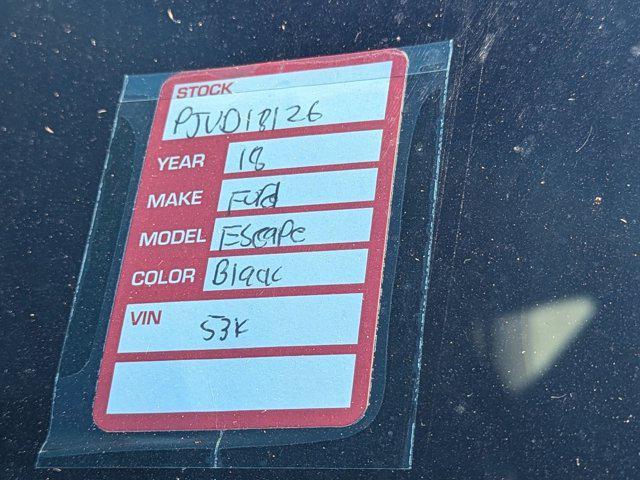 STOCK
PJUD18126
YEAR 18
MAKE Ford
MODEL Escape
COLOR Blaac
VIN
53K